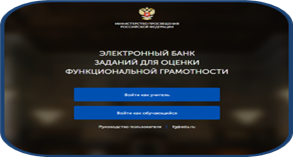 МИНИСТЕРСТВО ПРОСВЕЩЕНИЯ
РОССИЙСКОЙ ФЕДЕРАЦИИ
ЭЛЕКТРОННЫЙ БАНК
ЗАДАНИЙ ДЛЯ ОЦЕНКИ
ФУНКЦИОНАЛЬНОЙ ГРАМОТНОСТИ
Войти как учитель
Войти как обучающийся
Руководство пользователя